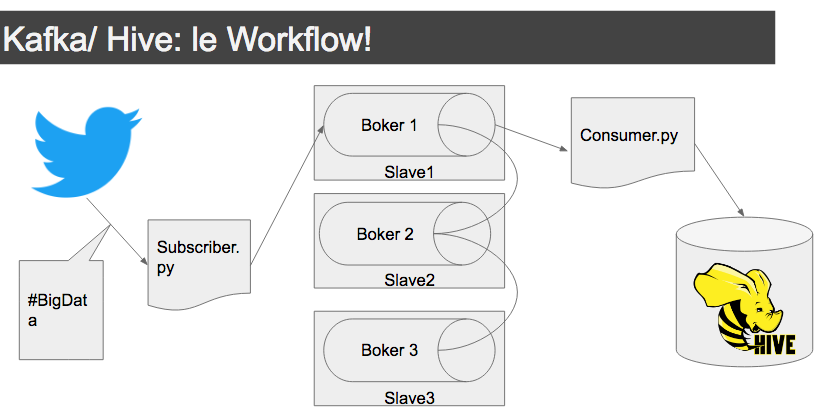 Kafka/ Hive: le Workflow!
#BigDat
a
Subscriber.
py
Boker 1
Slave1
Boker 2
Slave2
Boker 3
Slave3
Consumer.py
HIVE